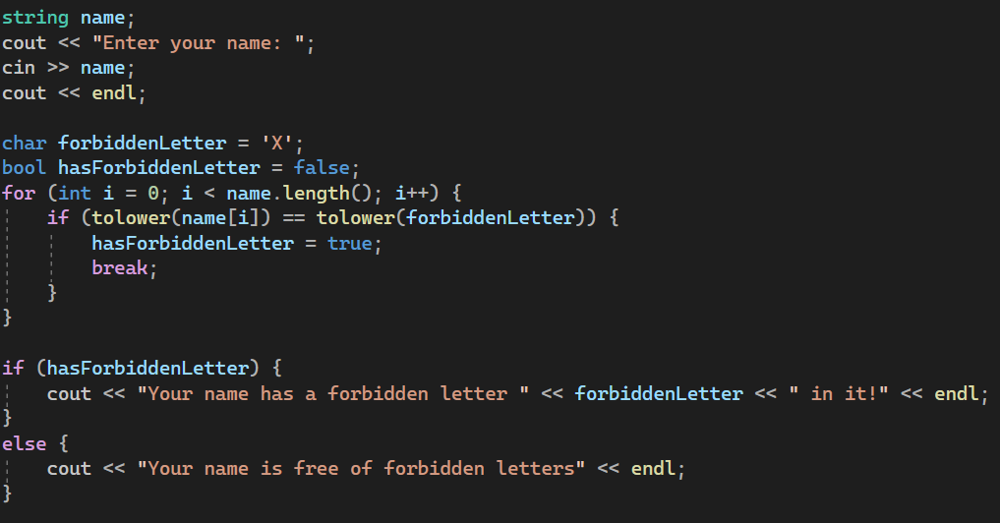 string name;
cout << "Enter your name: ";
cin >> name;
cout << endl;

char forbiddenLetter = 'X';
bool hasForbiddenLetter = false;
for (int i = 0; i < name.length(); i++) {
    if (tolower(name[i]) == tolower(forbiddenLetter)) {
        hasForbiddenLetter = true;
        break;
    }
}

if (hasForbiddenLetter) {
    cout << "Your name has a forbidden letter " << forbiddenLetter << " in it!" << endl;
}
else {
    cout << "Your name is free of forbidden letters" << endl;
}